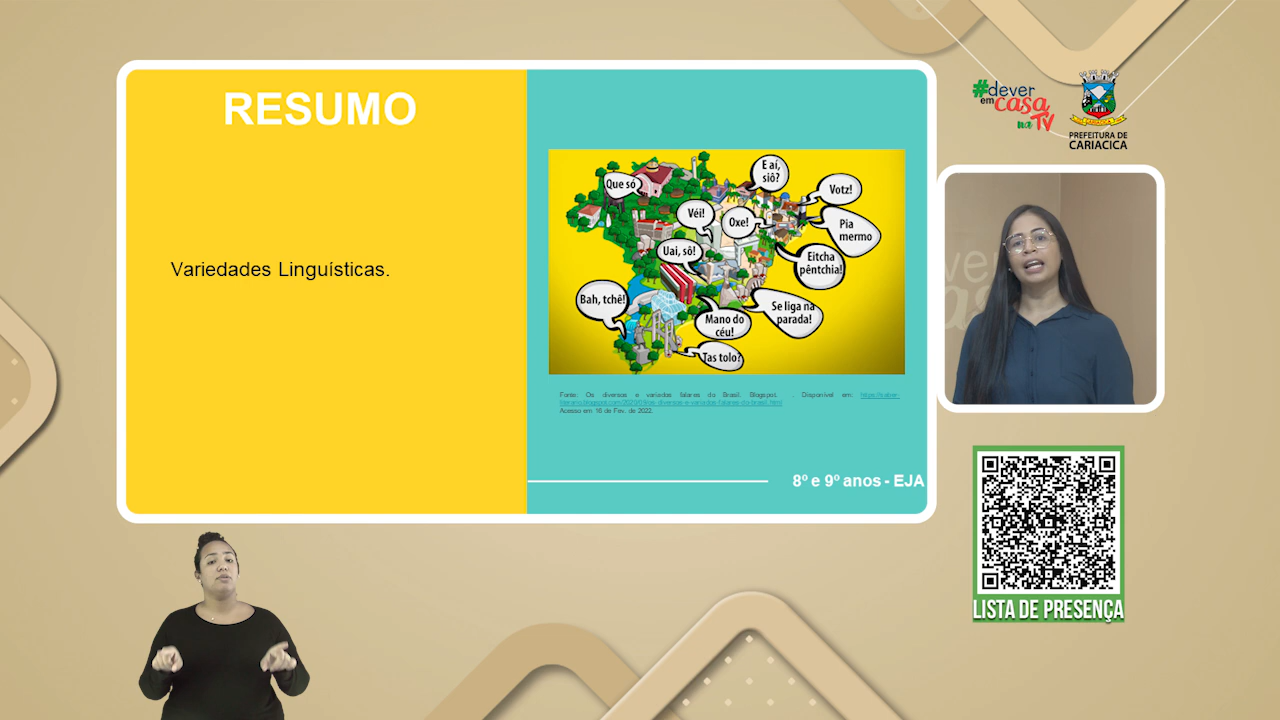 RESUMO
Variedades Linguísticas.
Que só
E aí,
siô?
Votz!
Véi!
Oxe!
Pia
mermo
Uai, sô!
Eitcha
pêntchia!
Bah, tchê!
Se liga na
parada!
Mano do
céu!
Tas tolo?
Fonte: Os diversos e variados falares do Brasil. Blogspot. . Disponível em: https://saber-
Acesso em 16 de Fev. de 2022.
8º e 9º anos - EJA
#dever
em casa
na TV
PREFEITURA DE
CARIACICA
LISTA DE PRESENÇA